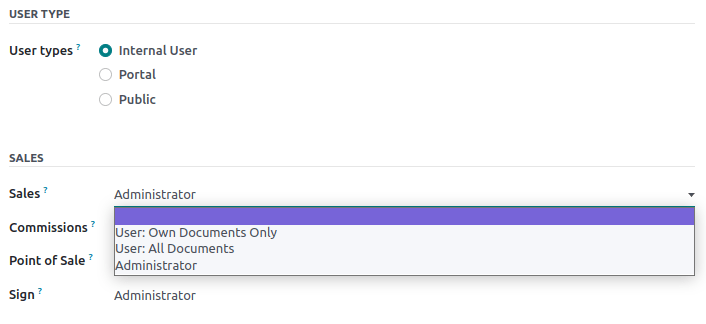 USER TYPE
User types ?
Internal User
Portal
Public
SALES
Sales ? Administrator
Commissions ?
User: Own Documents Only
User: All Documents
Point of Sale ? Administrator
Sign ? Administrator